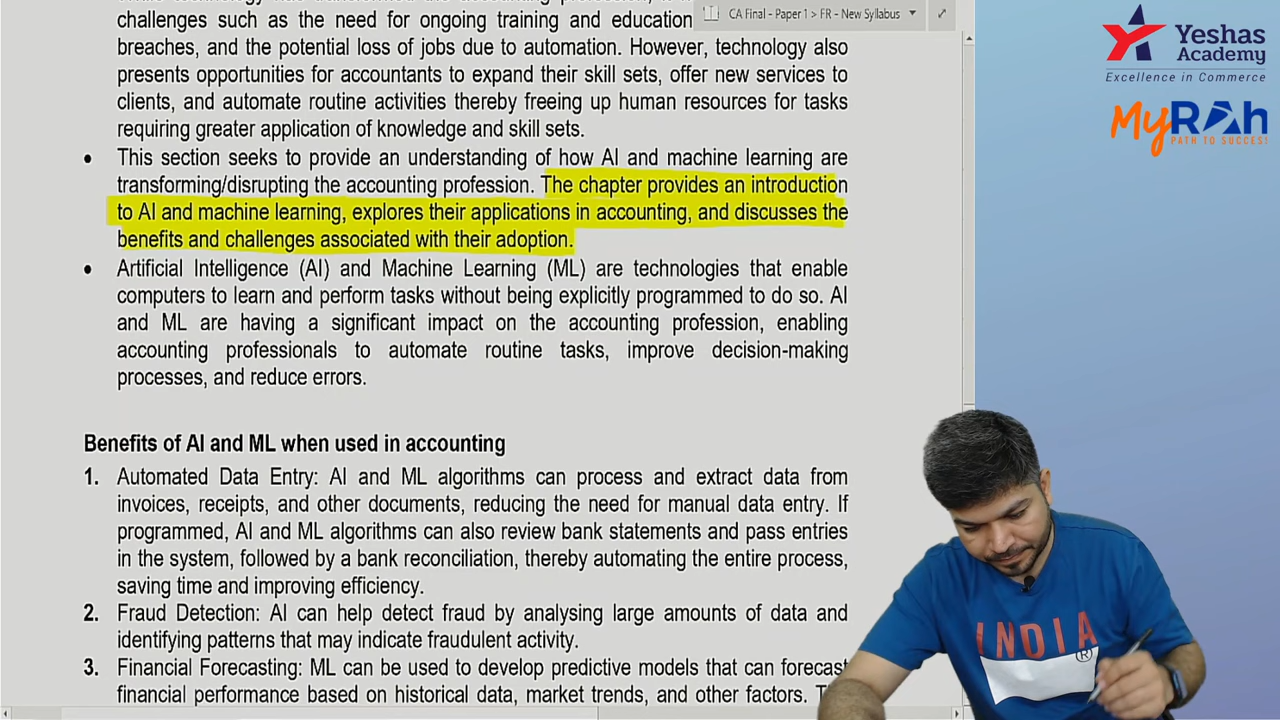 challenges such as the need for ongoing training and education
CA Final - Paper 1 > FR - New Syllabus
breaches, and the potential loss of jobs due to automation. However, technology also
presents opportunities for accountants to expand their skill sets, offer new services to
clients, and automate routine activities thereby freeing up human resources for tasks
requiring greater application of knowledge and skill sets.
• This section seeks to provide an understanding of how AI and machine learning are
transforming/disrupting the accounting profession. The chapter provides an introduction
to AI and machine learning, explores their applications in accounting, and discusses the
benefits and challenges associated with their adoption.
• Artificial Intelligence (AI) and Machine Learning (ML) are technologies that enable
computers to learn and perform tasks without being explicitly programmed to do so. AI
and ML are having a significant impact on the accounting profession, enabling
accounting professionals to automate routine tasks, improve decision-making
processes, and reduce errors.
Benefits of AI and ML when used in accounting
1. Automated Data Entry: AI and ML algorithms can process and extract data from
invoices, receipts, and other documents, reducing the need for manual data entry. If
programmed, AI and ML algorithms can also review bank statements and pass entries
in the system, followed by a bank reconciliation, thereby automating the entire process,
saving time and improving efficiency.
2. Fraud Detection: AI can help detect fraud by analysing large amounts of data and
identifying patterns that may indicate fraudulent activity.
3. Financial Forecasting: ML can be used to develop predictive models that can forecast
financial performance based on historical data, market trends, and other factors.
Yeshas
Academy
Excellence in Commerce
MyRAh
PATH TO SUCCESS
INDIA
®